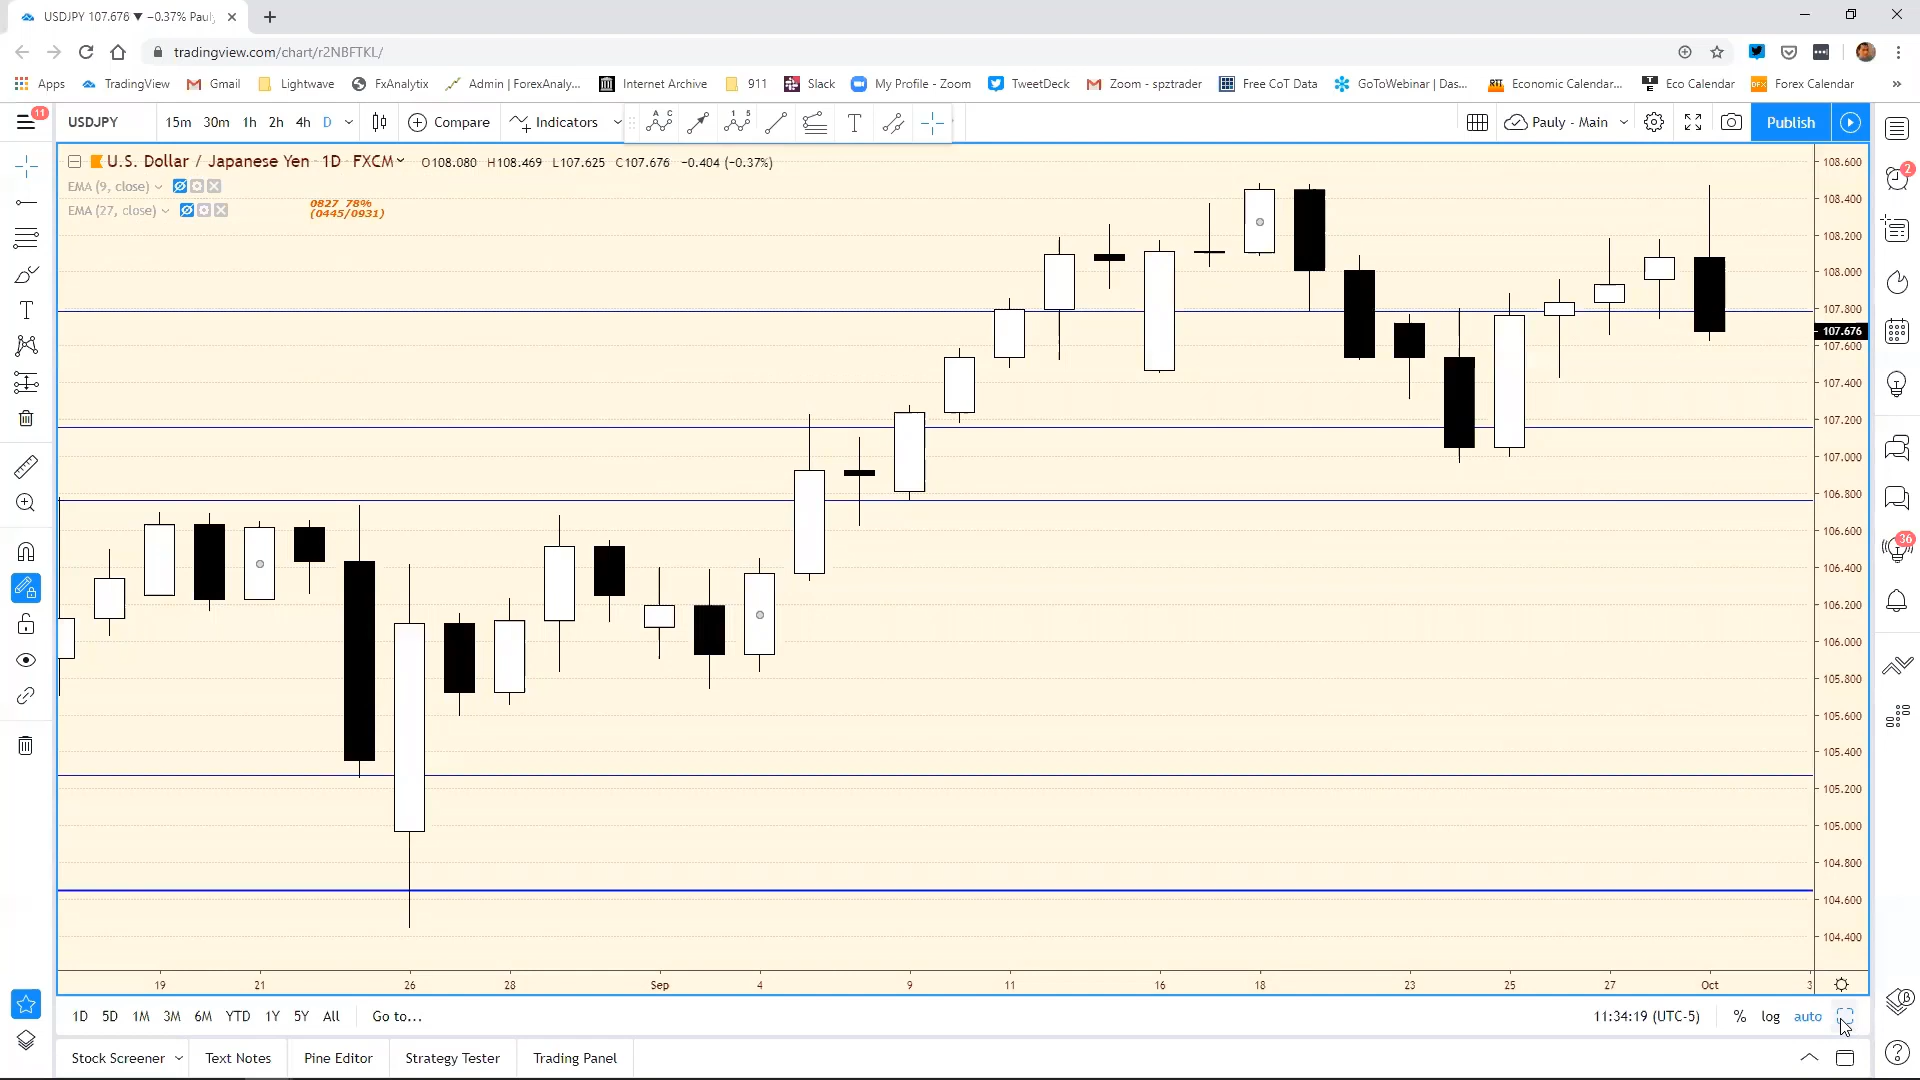 USDJPY 107.676 ▼ −0.37% Paul
tradingview.com/chart/r2NBFTKL/
Apps TradingView Gmail Lightwave FxAnalytix Admin | ForexAnaly... Internet Archive 911 Slack My Profile - Zoom TweetDeck Zoom - spztrader Free CoT Data GoToWebinar | Das... Economic Calendar... Eco Calendar Forex Calendar »
11 USDJPY 15m 30m 1h 2h 4h D Compare Indicators Pauly - Main Publish
U.S. Dollar / Japanese Yen · 1D · FXCM O108.080 H108.469 L107.625 C107.676 −0.404 (−0.37%)
EMA (9, close)
EMA (27, close)
0827 78%
(0445/0931)
108.600
108.400
108.200
108.000
107.800
107.676
107.600
107.400
107.200
107.000
106.800
106.600
106.400
106.200
106.000
105.800
105.600
105.400
105.200
105.000
104.800
104.600
104.400
2
36
19 21 26 28 Sep 4 9 11 16 18 23 25 27 Oct 3
1D 5D 1M 3M 6M YTD 1Y 5Y All Go to... 11:34:19 (UTC-5) % log auto
Stock Screener Text Notes Pine Editor Strategy Tester Trading Panel